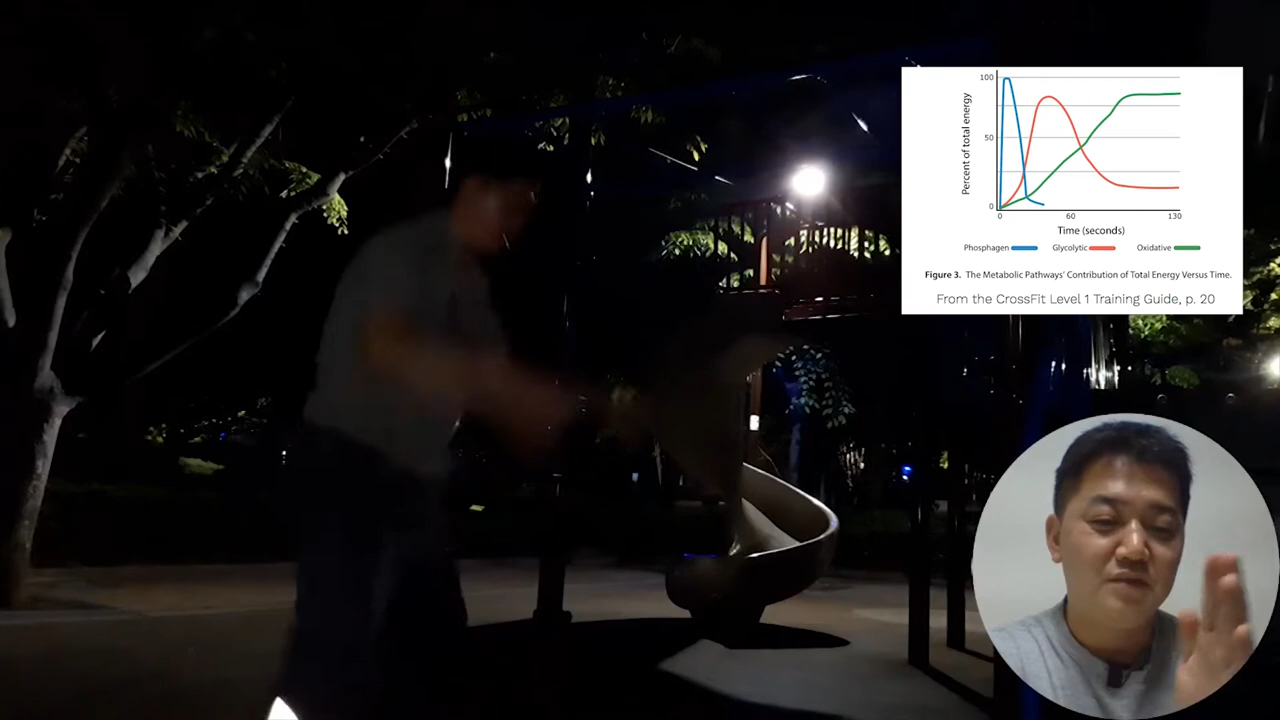 100
50
0
Percent of total energy
0 60 130
Time (seconds)
Phosphagen Glycolytic Oxidative
Figure 3. The Metabolic Pathways' Contribution of Total Energy Versus Time.
From the CrossFit Level 1 Training Guide, p. 20